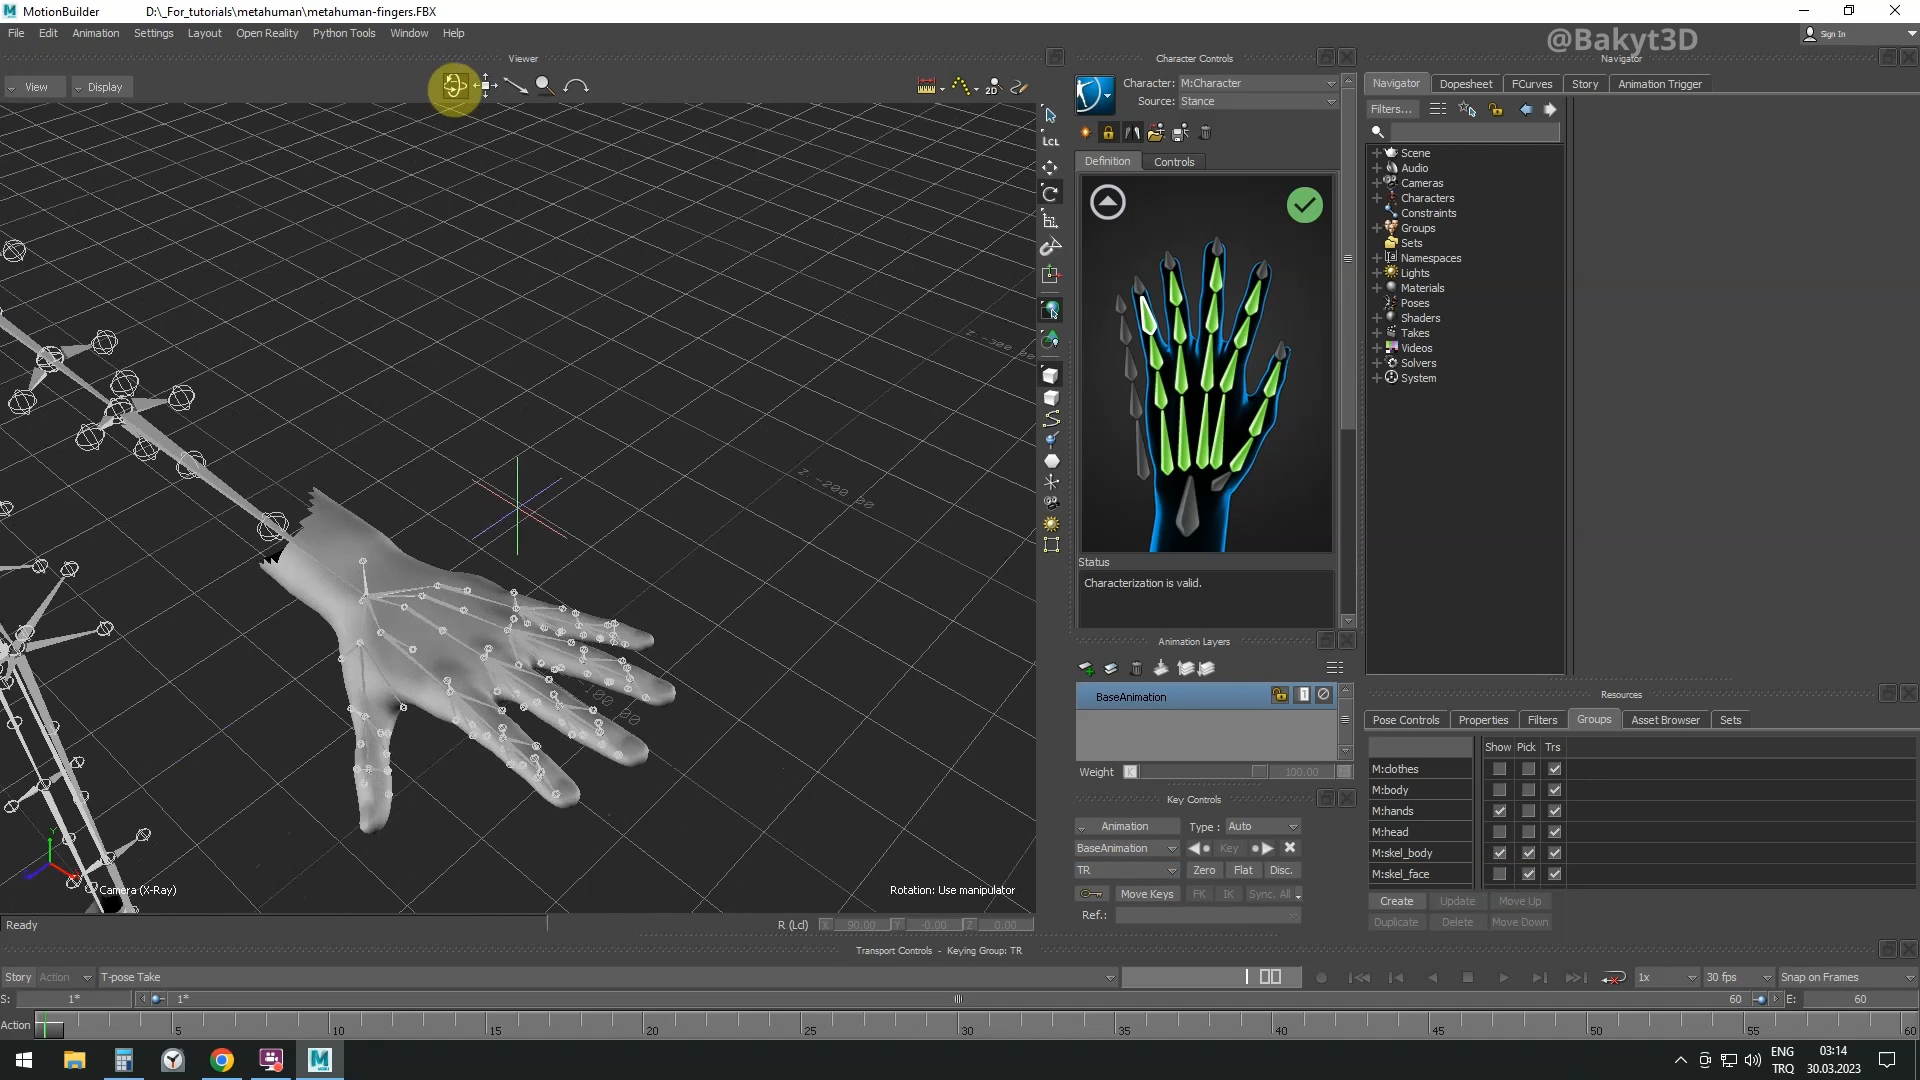 MotionBuilder
D:\_For_tutorials\metahuman\metahuman-fingers.FBX
File Edit Animation Settings Layout Open Reality Python Tools Window Help
@Bakyt3D
Sign In
Viewer
View
Display
2D
Camera (X-Ray)
Rotation: Use manipulator
Z.-200.00
LCL
Character Controls
Character: M:Character
Source: Stance
Definition
Controls
Status
Characterization is valid.
Animation Layers
BaseAnimation
Weight
K
100.00
Key Controls
Animation
Type : Auto
BaseAnimation
Key
TR
Zero
Flat
Disc.
Move Keys
FK
IK
Sync. All
Ref.:
Navigator
Navigator
Dopesheet
FCurves
Story
Animation Trigger
Filters...
Scene
Audio
Cameras
Characters
Constraints
Groups
Sets
Namespaces
Lights
Materials
Poses
Shaders
Takes
Videos
Solvers
System
Resources
Pose Controls
Properties
Filters
Groups
Asset Browser
Sets
Show Pick Trs
M:clothes
M:body
M:hands
M:head
M:skel_body
M:skel_face
Create
Update
Move Up
Duplicate
Delete
Move Down
Ready
R (Lcl) X 90.00 Y -0.00 Z 0.00
Transport Controls - Keying Group: TR
Story Action T-pose Take
1x
30 fps
Snap on Frames
S: 1*
1*
60
E: 60
Action
5 10 15 20 25 30 35 40 45 50 55 60
ENG
TRQ
03:14
30.03.2023